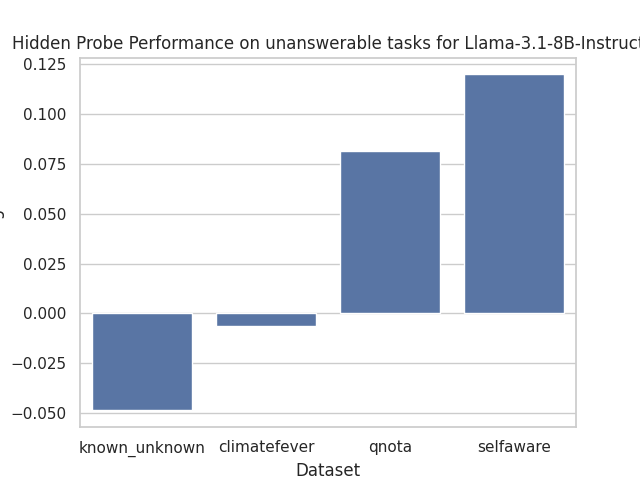 Hidden Probe Performance on unanswerable tasks for Llama-3.1-8B-Instruct
0.125
0.100
0.075
0.050
0.025
0.000
−0.025
−0.050
known_unknown climatefever qnota selfaware
Dataset